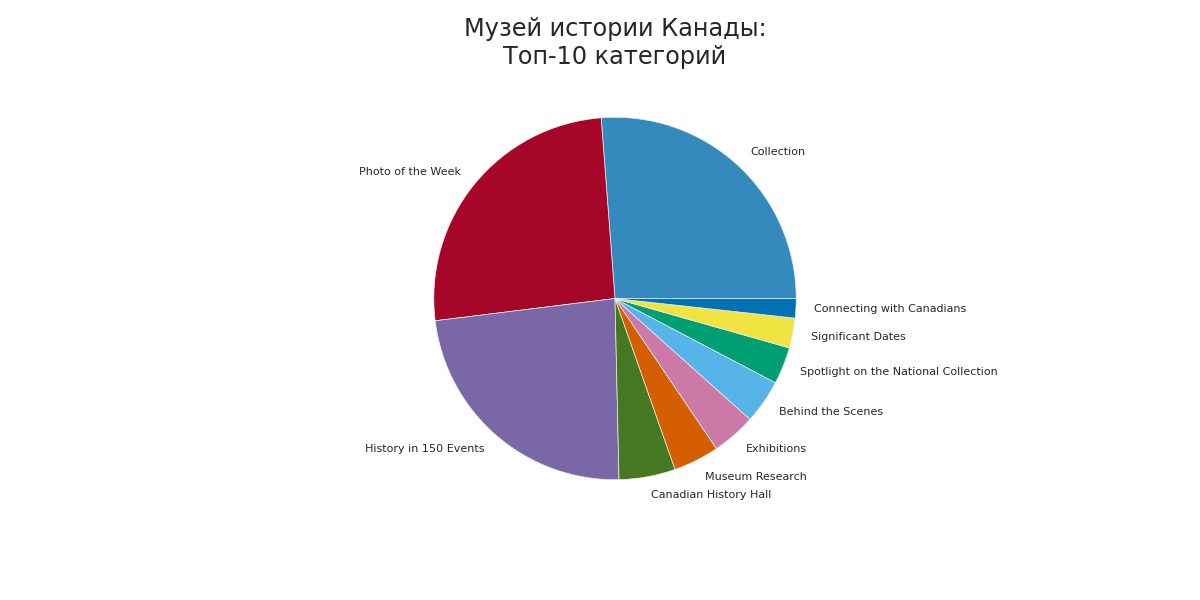 Музей истории Канады:
Топ-10 категорий
Collection
Photo of the Week
Connecting with Canadians
Significant Dates
Spotlight on the National Collection
Behind the Scenes
History in 150 Events
Exhibitions
Museum Research
Canadian History Hall